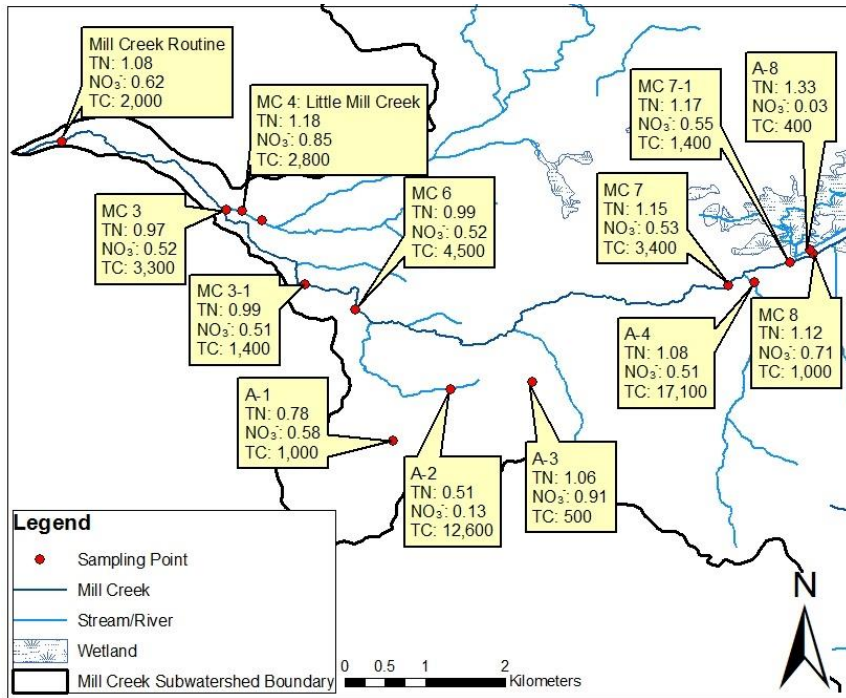 Mill Creek Routine
TN: 1.08
NO₃⁻: 0.62
TC: 2,000
MC 4: Little Mill Creek
TN: 1.18
NO₃⁻: 0.85
TC: 2,800
MC 7-1
TN: 1.17
NO₃⁻: 0.55
TC: 1,400
A-8
TN: 1.33
NO₃⁻: 0.03
TC: 400
MC 3
TN: 0.97
NO₃⁻: 0.52
TC: 3,300
MC 6
TN: 0.99
NO₃⁻: 0.52
TC: 4,500
MC 7
TN: 1.15
NO₃⁻: 0.53
TC: 3,400
MC 3-1
TN: 0.99
NO₃⁻: 0.51
TC: 1,400
A-4
TN: 1.08
NO₃⁻: 0.51
TC: 17,100
MC 8
TN: 1.12
NO₃⁻: 0.71
TC: 1,000
A-1
TN: 0.78
NO₃⁻: 0.58
TC: 1,000
A-2
TN: 0.51
NO₃⁻: 0.13
TC: 12,600
A-3
TN: 1.06
NO₃⁻: 0.91
TC: 500
Legend
Sampling Point
Mill Creek
Stream/River
Wetland
Mill Creek Subwatershed Boundary
0 0.5 1 2
Kilometers
N